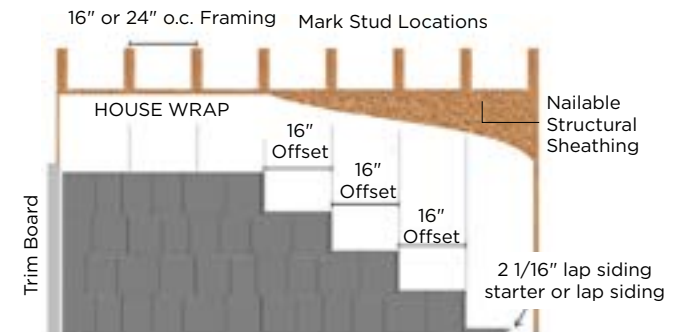 16" or 24" o.c. Framing
Mark Stud Locations
HOUSE WRAP
Nailable
Structural
Sheathing
16"
Offset
16"
Offset
16"
Offset
Trim Board
2 1/16" lap siding
starter or lap siding